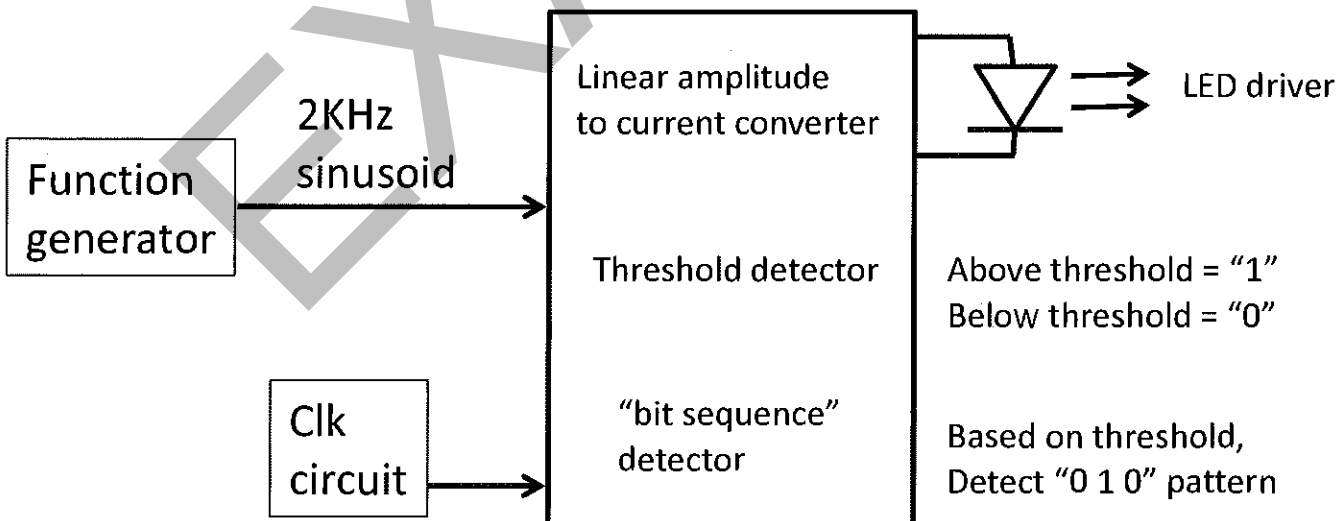 Linear amplitude
to current converter
LED driver
2KHz
sinusoid
Function
generator
Threshold detector
Above threshold = “1”
Below threshold = “0”
Clk
circuit
“bit sequence”
detector
Based on threshold,
Detect “0 1 0” pattern